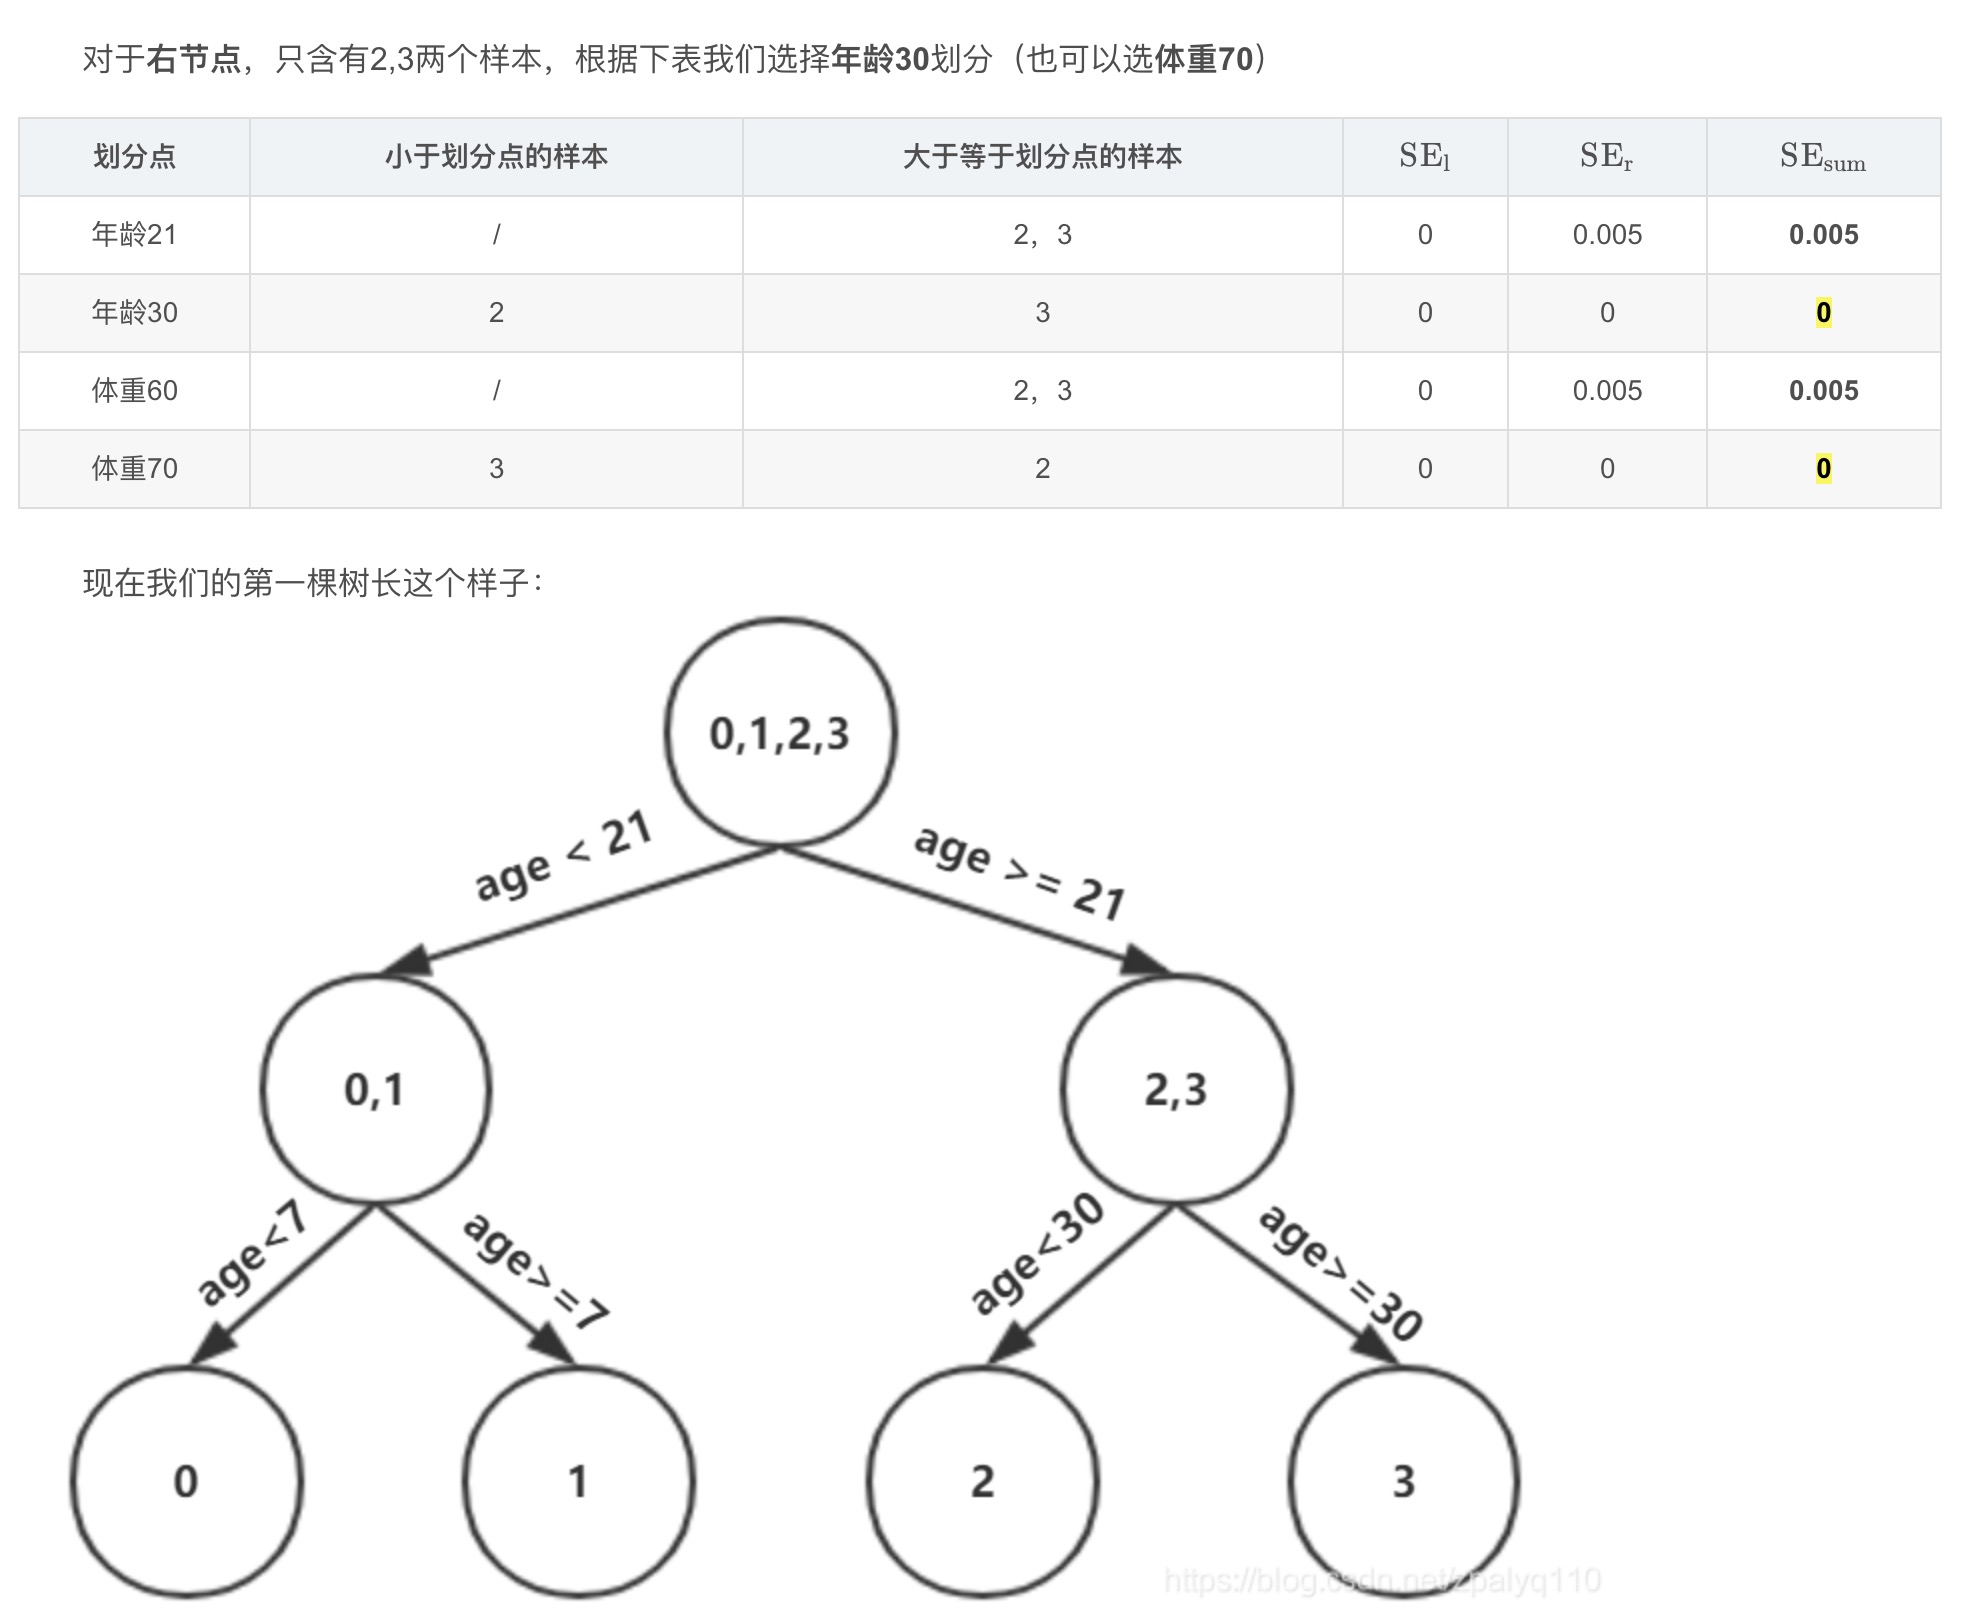 对于右节点，只含有2,3两个样本，根据下表我们选择年龄30划分（也可以选体重70）
划分点 小于划分点的样本 大于等于划分点的样本 SEl SEr SEsum
年龄21 / 2，3 0 0.005 0.005
年龄30 2 3 0 0 0
体重60 / 2，3 0 0.005 0.005
体重70 3 2 0 0 0
现在我们的第一棵树长这个样子：
0,1,2,3
age < 21 age >= 21
0,1 2,3
age<7 age>=7 age<30 age>=30
0 1 2 3
https://blog.csdn.net/zpalyq110